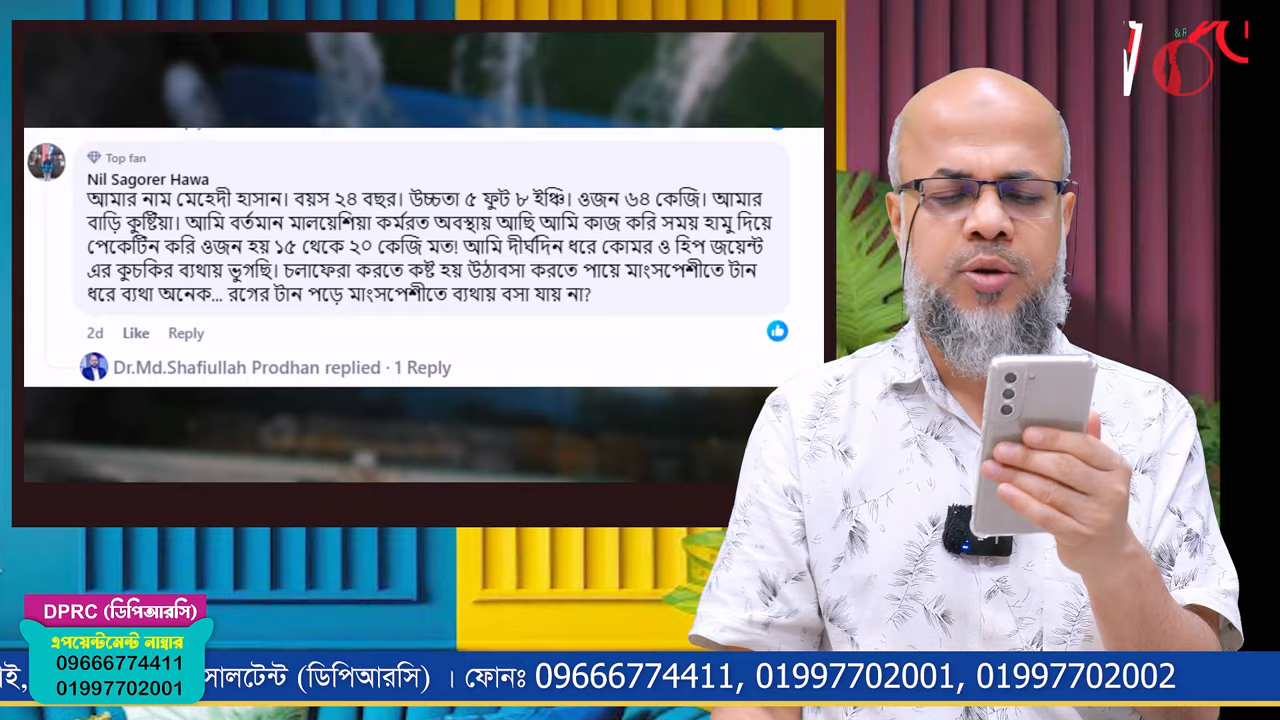 Top fan
Nil Sagorer Hawa
আমার নাম মেহেদী হাসান। বয়স ২৪ বছর। উচ্চতা ৫ ফুট ৮ ইঞ্চি। ওজন ৬৪ কেজি। আমার
বাড়ি কুষ্টিয়া। আমি বর্তমান মালয়েশিয়া কর্মরত অবস্থায় আছি আমি কাজ করি সময় হামু দিয়ে
পেকেটিন করি ওজন হয় ১৫ থেকে ২০ কেজি মত! আমি দীর্ঘদিন ধরে কোমর ও হিপ জয়েন্ট
এর কুচকির ব্যথায় ভুগছি। চলাফেরা করতে কষ্ট হয় উঠাবসা করতে পায়ে মাংসপেশীতে টান
ধরে ব্যথা অনেক... রগের টান পড়ে মাংসপেশীতে ব্যথায় বসা যায় না?
2d Like Reply
Dr.Md.Shafiullah Prodhan replied · 1 Reply
& R
DPRC (ডিপিআরসি)
এপয়েন্টমেন্ট নাম্বার
09666774411
01997702001
সালটেন্ট (ডিপিআরসি) । ফোনঃ 09666774411, 01997702001, 01997702002